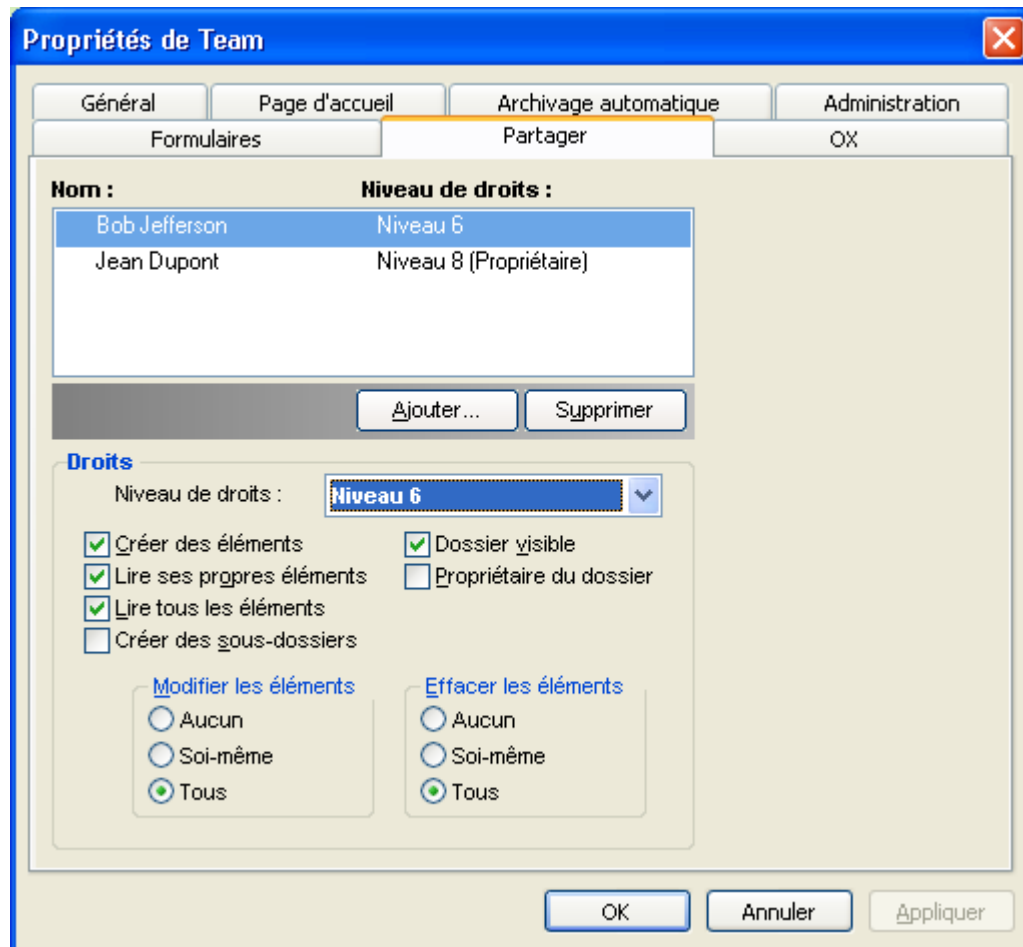 Propriétés de Team
Général Page d'accueil Archivage automatique Administration
Formulaires Partager OX
Nom : Niveau de droits :
Bob Jefferson Niveau 6
Jean Dupont Niveau 8 (Propriétaire)
Ajouter... Supprimer
Droits
Niveau de droits : Niveau 6
Créer des éléments Dossier visible
Lire ses propres éléments Propriétaire du dossier
Lire tous les éléments
Créer des sous-dossiers
Modifier les éléments Effacer les éléments
Aucun Aucun
Soi-même Soi-même
Tous Tous
OK Annuler Appliquer